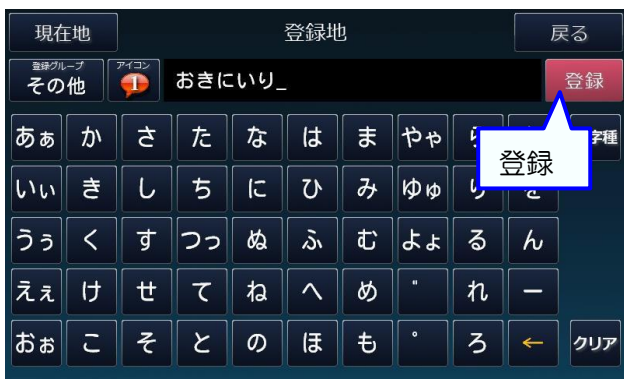 現在地 登録地 戻る
登録グループ アイコン
その他 1 おきにいり_ 登録
あぁ か さ た な は ま やゃ 字種
登録
いぃ き し ち に ひ み ゆゅ り を
うぅ く す つっ ぬ ふ む よょ る ん
ええ け せ て ね へ め ゛ れ ー
おぉ こ そ と の ほ も ゜ ろ ← クリア